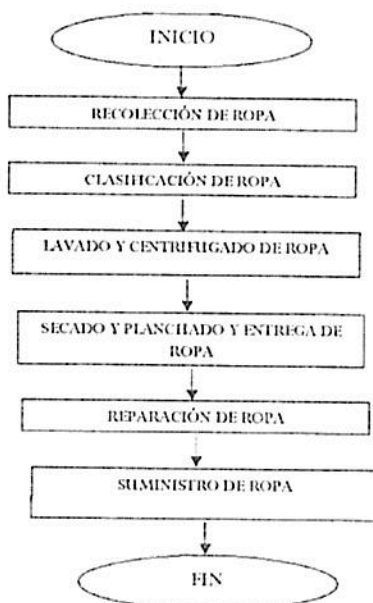 INICIO
RECOLECCIÓN DE ROPA
CLASIFICACIÓN DE ROPA
LAVADO Y CENTRIFUGADO DE ROPA
SECADO Y PLANCHADO Y ENTREGA DE
ROPA
REPARACIÓN DE ROPA
SUMINISTRO DE ROPA
FIN